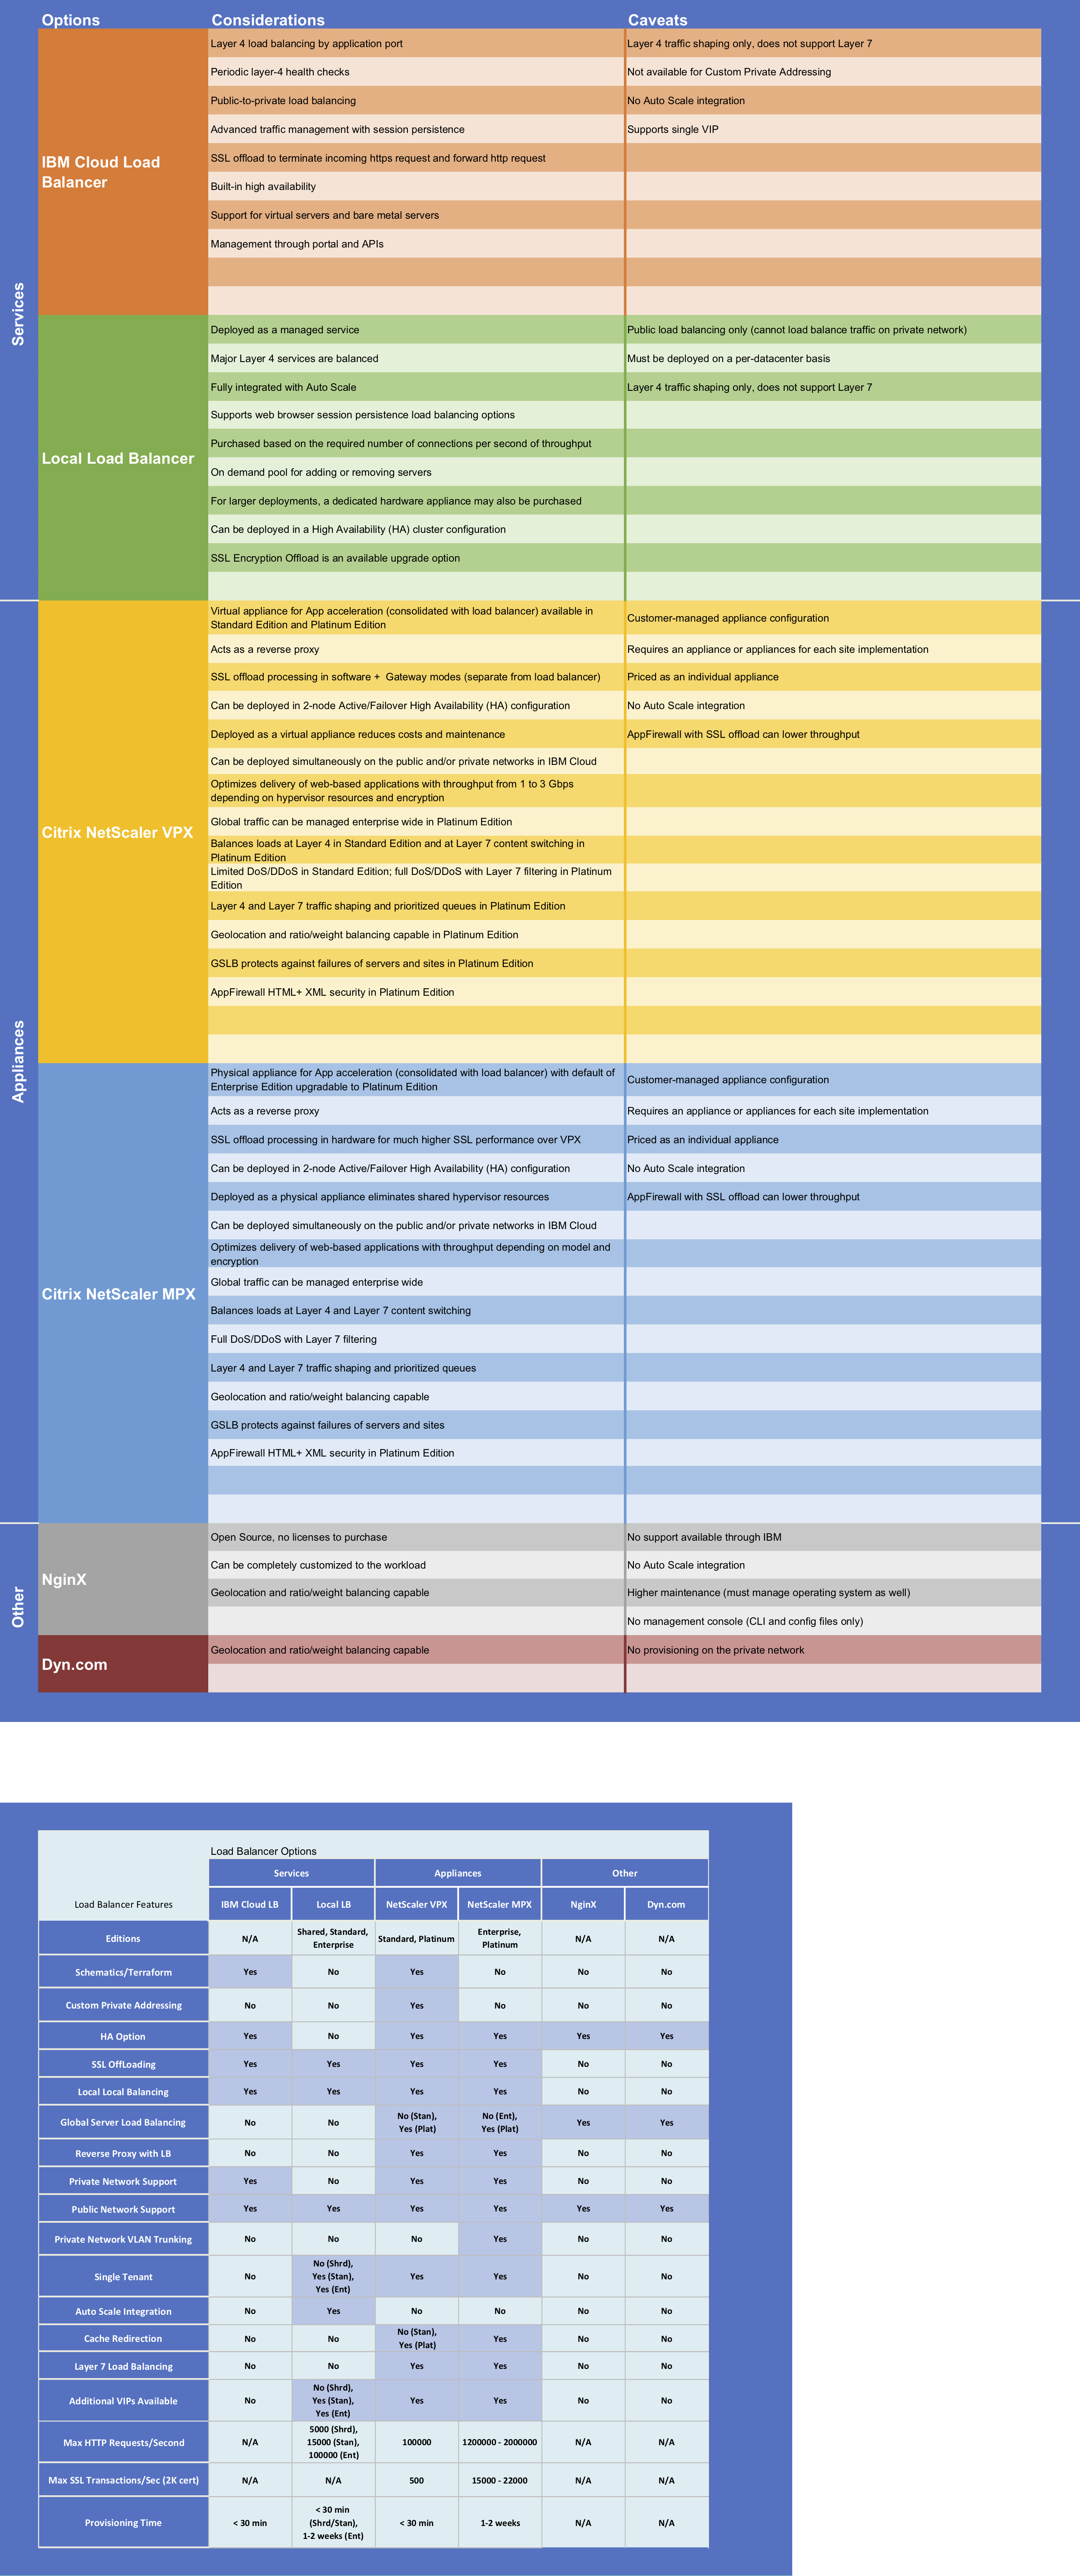 Options Considerations Caveats
Services
IBM Cloud Load
Balancer
Layer 4 load balancing by application port Layer 4 traffic shaping only, does not support Layer 7
Periodic layer-4 health checks Not available for Custom Private Addressing
Public-to-private load balancing No Auto Scale integration
Advanced traffic management with session persistence Supports single VIP
SSL offload to terminate incoming https request and forward http request
Built-in high availability
Support for virtual servers and bare metal servers
Management through portal and APIs
Local Load Balancer
Deployed as a managed service Public load balancing only (cannot load balance traffic on private network)
Major Layer 4 services are balanced Must be deployed on a per-datacenter basis
Fully integrated with Auto Scale Layer 4 traffic shaping only, does not support Layer 7
Supports web browser session persistence load balancing options
Purchased based on the required number of connections per second of throughput
On demand pool for adding or removing servers
For larger deployments, a dedicated hardware appliance may also be purchased
Can be deployed in a High Availability (HA) cluster configuration
SSL Encryption Offload is an available upgrade option
Appliances
Citrix NetScaler VPX
Virtual appliance for App acceleration (consolidated with load balancer) available in
Standard Edition and Platinum Edition
Customer-managed appliance configuration
Acts as a reverse proxy Requires an appliance or appliances for each site implementation
SSL offload processing in software + Gateway modes (separate from load balancer) Priced as an individual appliance
Can be deployed in 2-node Active/Failover High Availability (HA) configuration No Auto Scale integration
Deployed as a virtual appliance reduces costs and maintenance AppFirewall with SSL offload can lower throughput
Can be deployed simultaneously on the public and/or private networks in IBM Cloud
Optimizes delivery of web-based applications with throughput from 1 to 3 Gbps
depending on hypervisor resources and encryption
Global traffic can be managed enterprise wide in Platinum Edition
Balances loads at Layer 4 in Standard Edition and at Layer 7 content switching in
Platinum Edition
Limited DoS/DDoS in Standard Edition; full DoS/DDoS with Layer 7 filtering in Platinum
Edition
Layer 4 and Layer 7 traffic shaping and prioritized queues in Platinum Edition
Geolocation and ratio/weight balancing capable in Platinum Edition
GSLB protects against failures of servers and sites in Platinum Edition
AppFirewall HTML+ XML security in Platinum Edition
Citrix NetScaler MPX
Physical appliance for App acceleration (consolidated with load balancer) with default of
Enterprise Edition upgradable to Platinum Edition
Customer-managed appliance configuration
Acts as a reverse proxy Requires an appliance or appliances for each site implementation
SSL offload processing in hardware for much higher SSL performance over VPX Priced as an individual appliance
Can be deployed in 2-node Active/Failover High Availability (HA) configuration No Auto Scale integration
Deployed as a physical appliance eliminates shared hypervisor resources AppFirewall with SSL offload can lower throughput
Can be deployed simultaneously on the public and/or private networks in IBM Cloud
Optimizes delivery of web-based applications with throughput depending on model and
encryption
Global traffic can be managed enterprise wide
Balances loads at Layer 4 and Layer 7 content switching
Full DoS/DDoS with Layer 7 filtering
Layer 4 and Layer 7 traffic shaping and prioritized queues
Geolocation and ratio/weight balancing capable
GSLB protects against failures of servers and sites
AppFirewall HTML+ XML security in Platinum Edition
Other
NginX
Open Source, no licenses to purchase No support available through IBM
Can be completely customized to the workload No Auto Scale integration
Geolocation and ratio/weight balancing capable Higher maintenance (must manage operating system as well)
No management console (CLI and config files only)
Dyn.com
Geolocation and ratio/weight balancing capable No provisioning on the private network
Load Balancer Options
Services Appliances Other
Load Balancer Features IBM Cloud LB Local LB NetScaler VPX NetScaler MPX NginX Dyn.com
Editions N/A Shared, Standard, Enterprise Standard, Platinum Enterprise, Platinum N/A N/A
Schematics/Terraform Yes No Yes No No No
Custom Private Addressing No No Yes No No No
HA Option Yes No Yes Yes Yes Yes
SSL OffLoading Yes Yes Yes Yes No No
Local Local Balancing Yes Yes Yes Yes No No
Global Server Load Balancing No No No (Stan), Yes (Plat) No (Ent), Yes (Plat) Yes Yes
Reverse Proxy with LB No No Yes Yes No No
Private Network Support Yes No Yes Yes No No
Public Network Support Yes Yes Yes Yes Yes Yes
Private Network VLAN Trunking No No No Yes No No
Single Tenant No No (Shrd), Yes (Stan), Yes (Ent) Yes Yes No No
Auto Scale Integration No Yes No No No No
Cache Redirection No No No (Stan), Yes (Plat) Yes No No
Layer 7 Load Balancing No No Yes Yes No No
Additional VIPs Available No No (Shrd), Yes (Stan), Yes (Ent) Yes Yes No No
Max HTTP Requests/Second N/A 5000 (Shrd), 15000 (Stan), 100000 (Ent) 100000 1200000 - 2000000 N/A N/A
Max SSL Transactions/Sec (2K cert) N/A N/A 500 15000 - 22000 N/A N/A
Provisioning Time < 30 min < 30 min (Shrd/Stan), 1-2 weeks (Ent) < 30 min 1-2 weeks N/A N/A